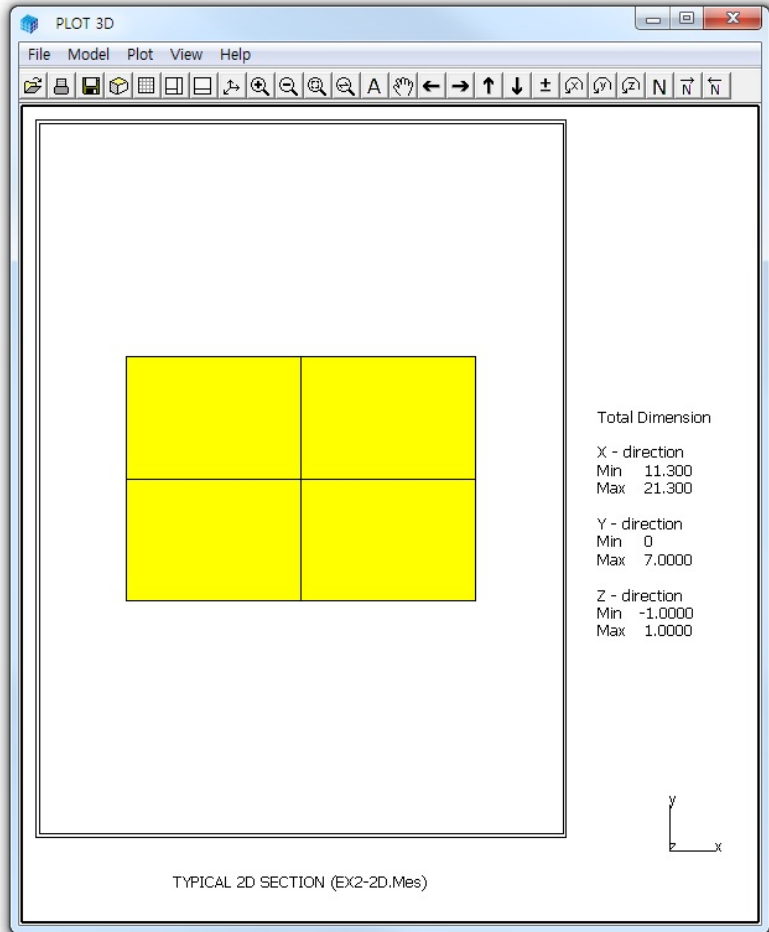 PLOT 3D
File Model Plot View Help
A x y z N N N
Total Dimension
X - direction
Min 11.300
Max 21.300
Y - direction
Min 0
Max 7.0000
Z - direction
Min -1.0000
Max 1.0000
y
z x
TYPICAL 2D SECTION (EX2-2D.Mes)